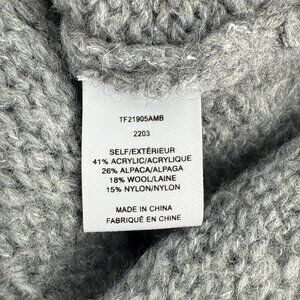 TF21905AMB
2203
SELF/EXTÉRIEUR
41% ACRYLIC/ACRYLIQUE
26% ALPACA/ALPAGA
18% WOOL/LAINE
15% NYLON/NYLON
MADE IN CHINA
FABRIQUÉ EN CHINE